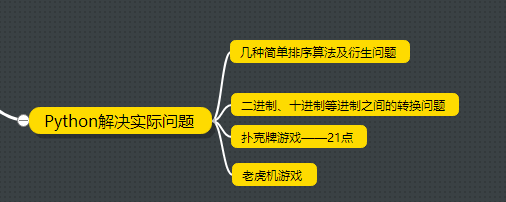 几种简单排序算法及衍生问题
二进制、十进制等进制之间的转换问题
Python解决实际问题
扑克牌游戏——21点
老虎机游戏